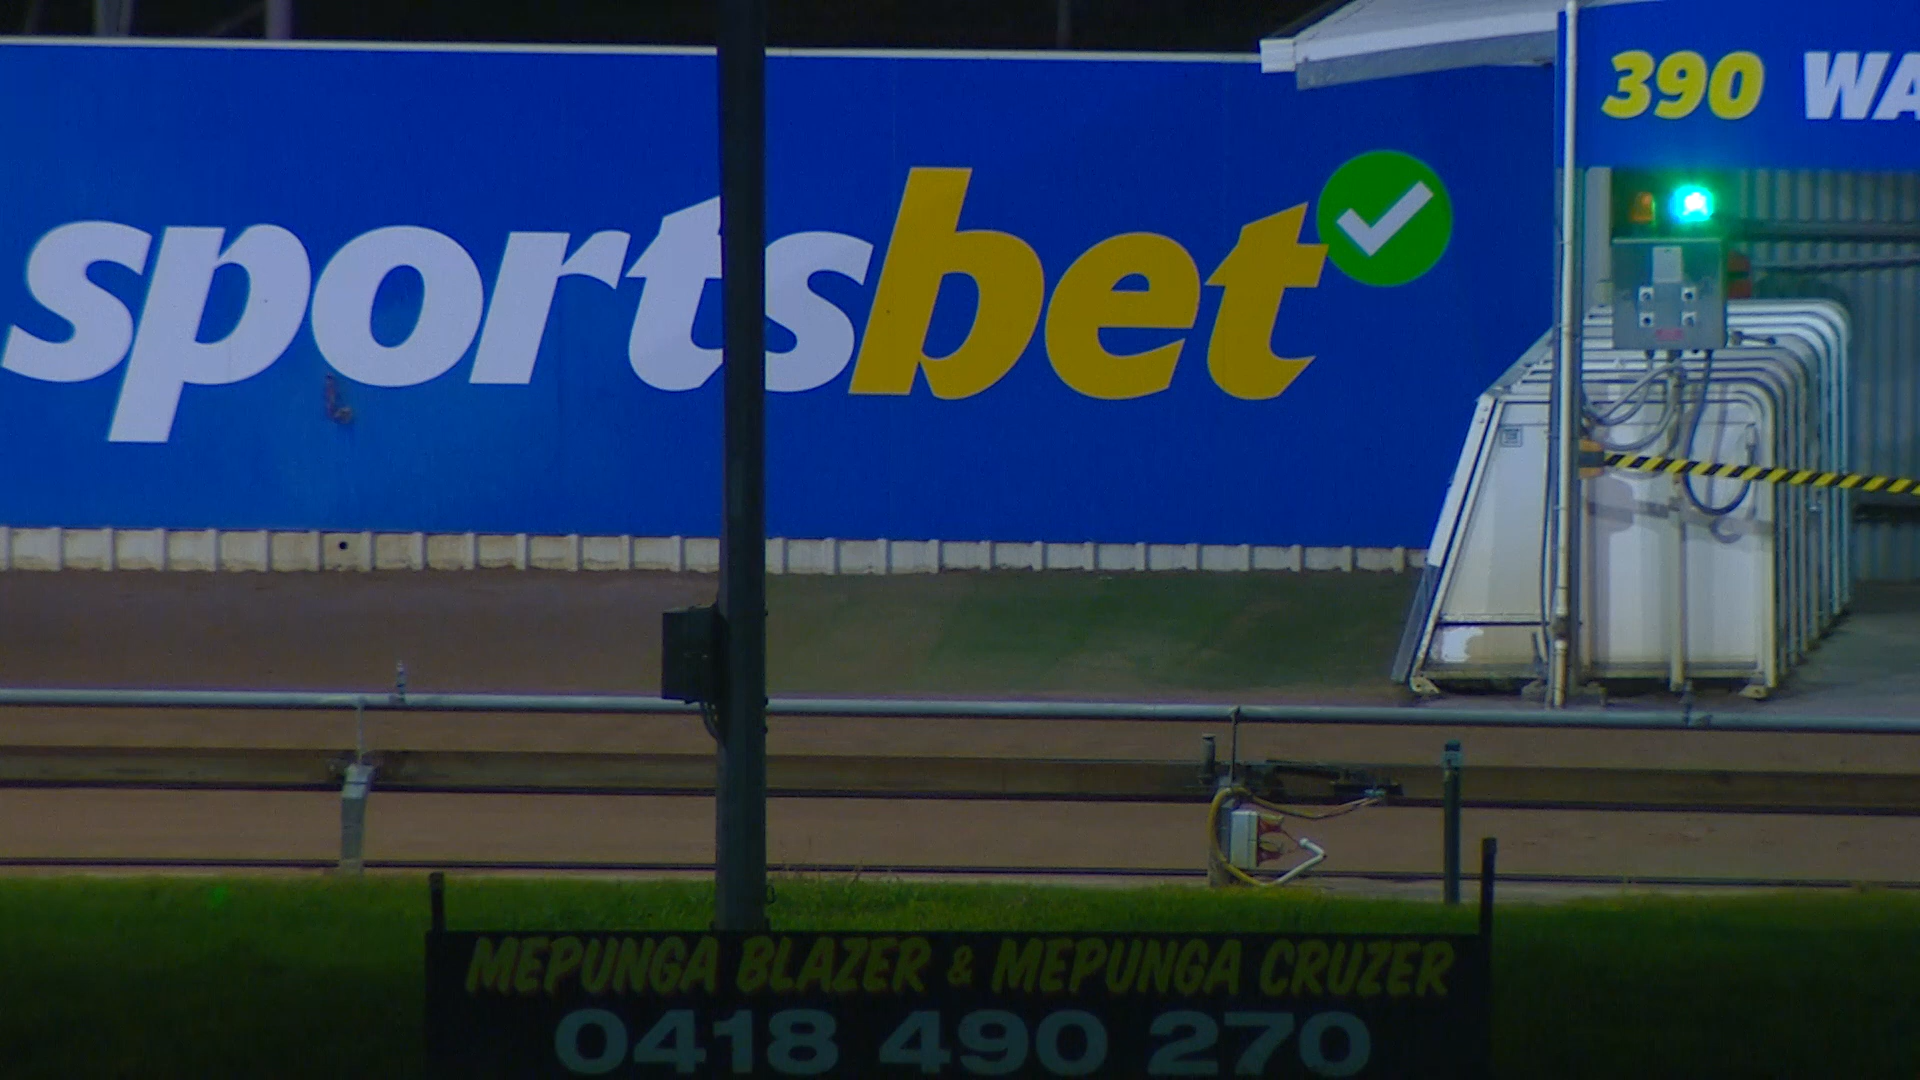 390 WA
sportsbet
MEPUNGA BLAZER & MEPUNGA CRUZER
0418 490 270